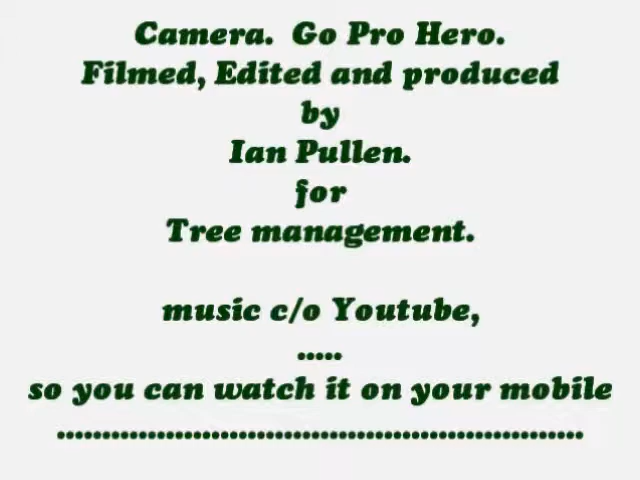 Camera.  Go Pro Hero.
Filmed, Edited and produced
by
Ian Pullen.
for
Tree management.
music c/o Youtube,
.....
so you can watch it on your mobile
..........................................................